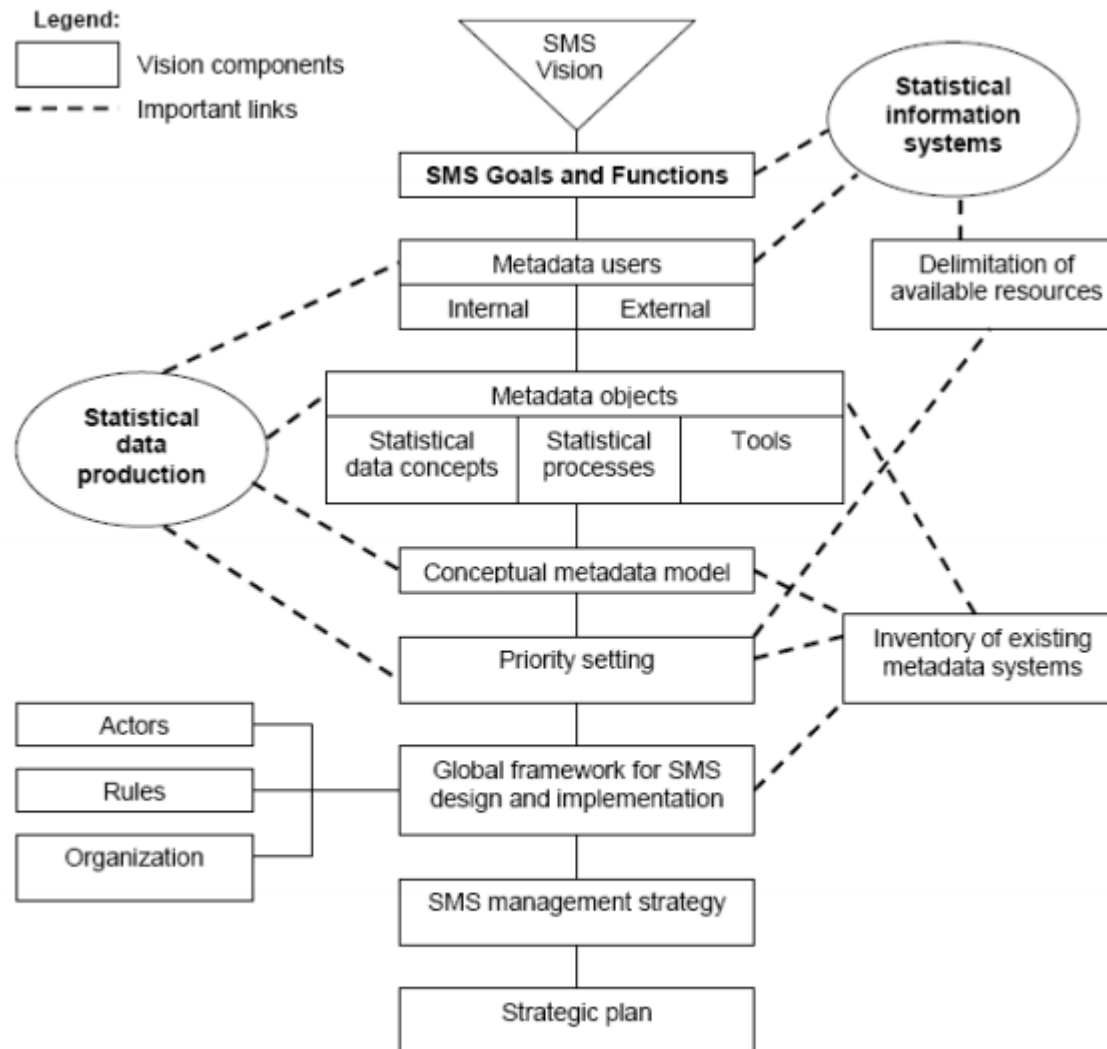 Legend:
Vision components
Important links
SMS
Vision
Statistical
information
systems
SMS Goals and Functions
Metadata users
Internal
External
Delimitation of
available resources
Metadata objects
Statistical
data concepts
Statistical
processes
Tools
Statistical
data
production
Conceptual metadata model
Priority setting
Inventory of existing
metadata systems
Actors
Rules
Organization
Global framework for SMS
design and implementation
SMS management strategy
Strategic plan